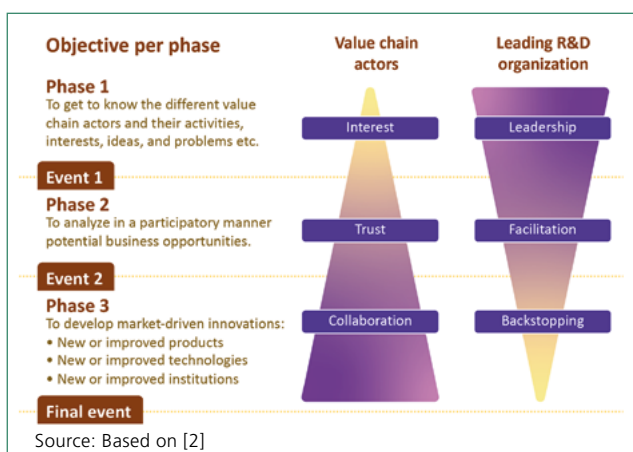 Objective per phase
Value chain
actors
Leading R&D
organization
Phase 1
To get to know the different value
chain actors and their activities,
interests, ideas, and problems etc.
Interest
Leadership
Event 1
Phase 2
To analyze in a participatory manner
potential business opportunities.
Trust
Facilitation
Event 2
Phase 3
To develop market-driven innovations:
• New or improved products
• New or improved technologies
• New or improved institutions
Collaboration
Backstopping
Final event
Source: Based on [2]